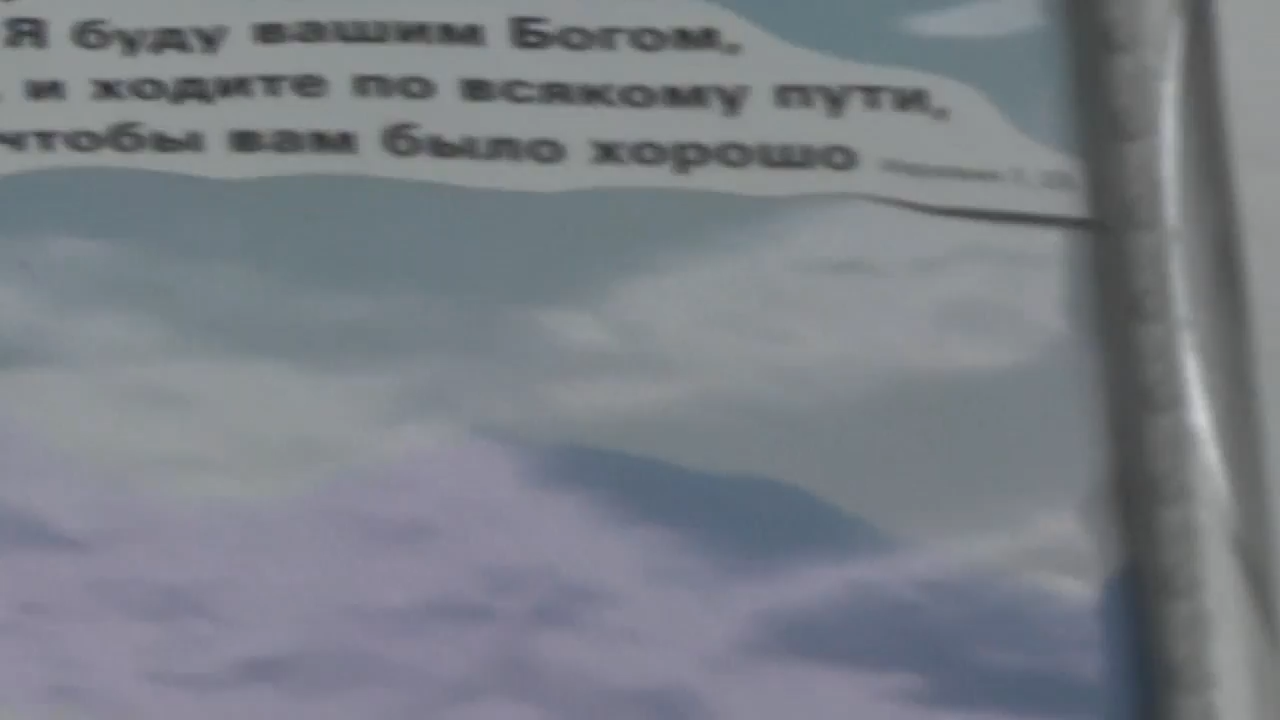 Я буду вашим Богом,
и ходите по всякому пути,
чтобы вам было хорошо